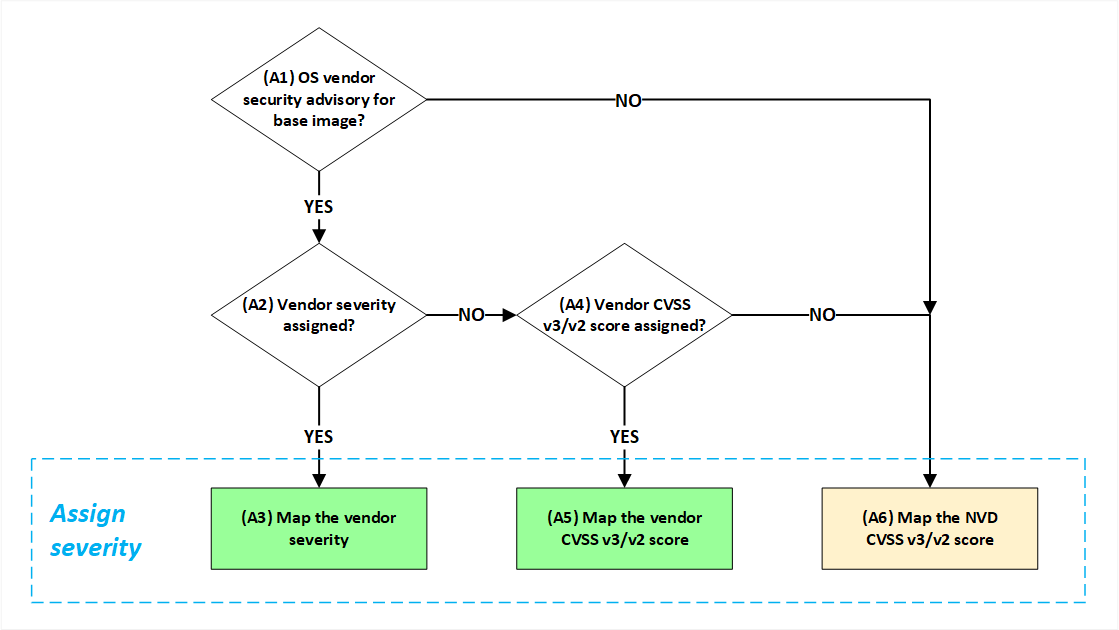 (A1) OS vendor
security advisory for
base image?
NO
YES
(A2) Vendor severity
assigned?
NO
(A4) Vendor CVSS
v3/v2 score assigned?
NO
YES
YES
Assign
severity
(A3) Map the vendor
severity
(A5) Map the vendor
CVSS v3/v2 score
(A6) Map the NVD
CVSS v3/v2 score